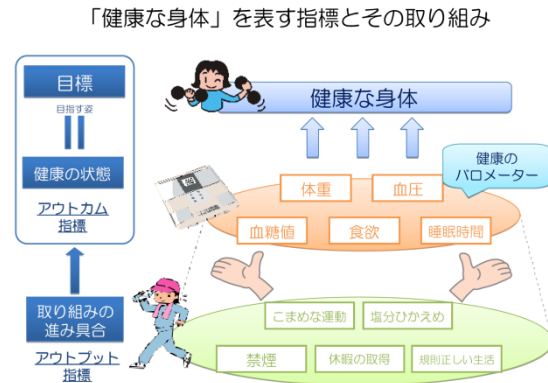 「健康な身体」を表す指標とその取り組み
目標
目指す姿
健康の状態
アウトカム
指標
取り組みの
進み具合
アウトプット
指標
健康な身体
健康の
バロメーター
体重
血圧
血糖値
食欲
睡眠時間
こまめな運動
塩分ひかえめ
禁煙
休暇の取得
規則正しい生活